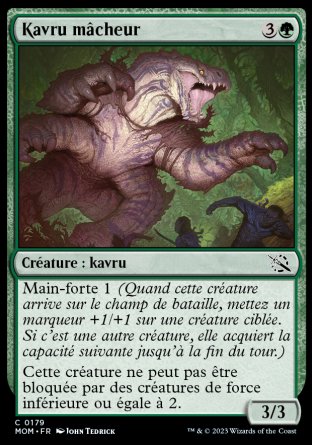 Kavru mâcheur 3
Créature : kavru
Main-forte 1 (Quand cette créature
arrive sur le champ de bataille, mettez un
marqueur +1/+1 sur une créature ciblée.
Si c'est une autre créature, elle acquiert la
capacité suivante jusqu'à la fin du tour.)
Cette créature ne peut pas être
bloquée par des créatures de force
inférieure ou égale à 2.
3/3
C 0179
MOM • FR JOHN TEDRICK
™ & © 2023 Wizards of the Coast